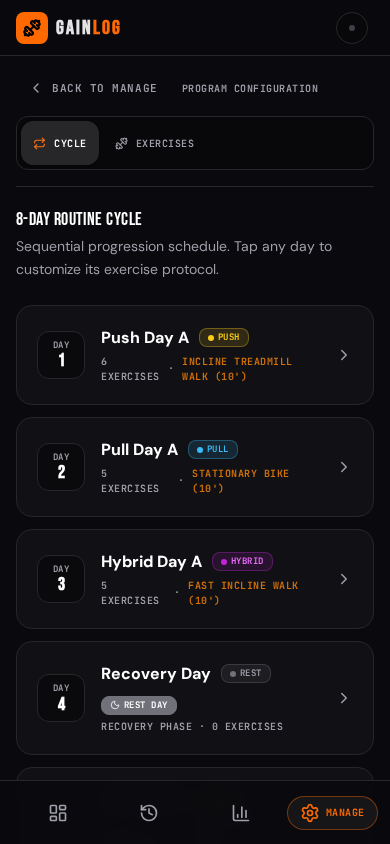 GAINLOG
BACK TO MANAGE PROGRAM CONFIGURATION
CYCLE EXERCISES
8-DAY ROUTINE CYCLE
Sequential progression schedule. Tap any day to
customize its exercise protocol.
DAY
1
Push Day A PUSH
6
EXERCISES
·
INCLINE TREADMILL
WALK (10')
DAY
2
Pull Day A PULL
5
EXERCISES
·
STATIONARY BIKE
(10')
DAY
3
Hybrid Day A HYBRID
5
EXERCISES
·
FAST INCLINE WALK
(10')
DAY
4
Recovery Day REST
REST DAY
RECOVERY PHASE · 0 EXERCISES
MANAGE